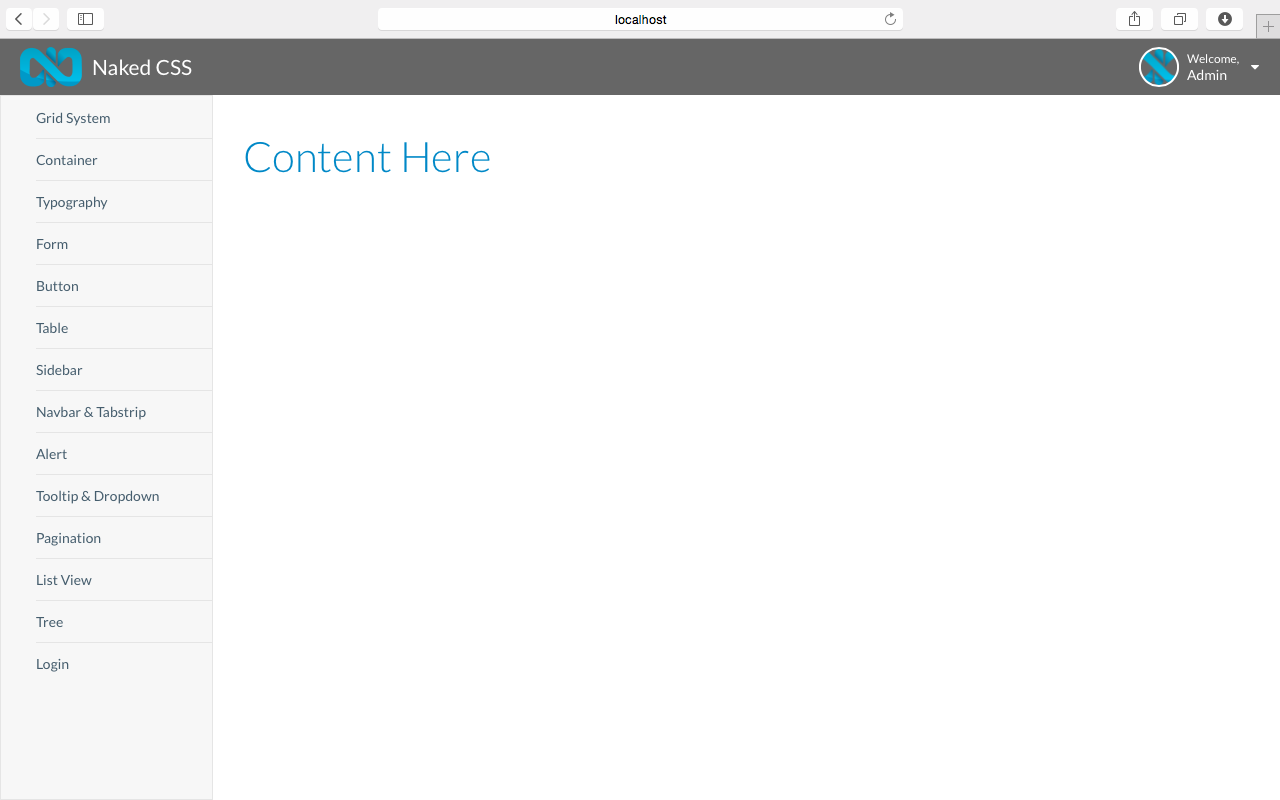 localhost
Naked CSS
Welcome,
Admin
Grid System
Container
Typography
Form
Button
Table
Sidebar
Navbar & Tabstrip
Alert
Tooltip & Dropdown
Pagination
List View
Tree
Login
Content Here